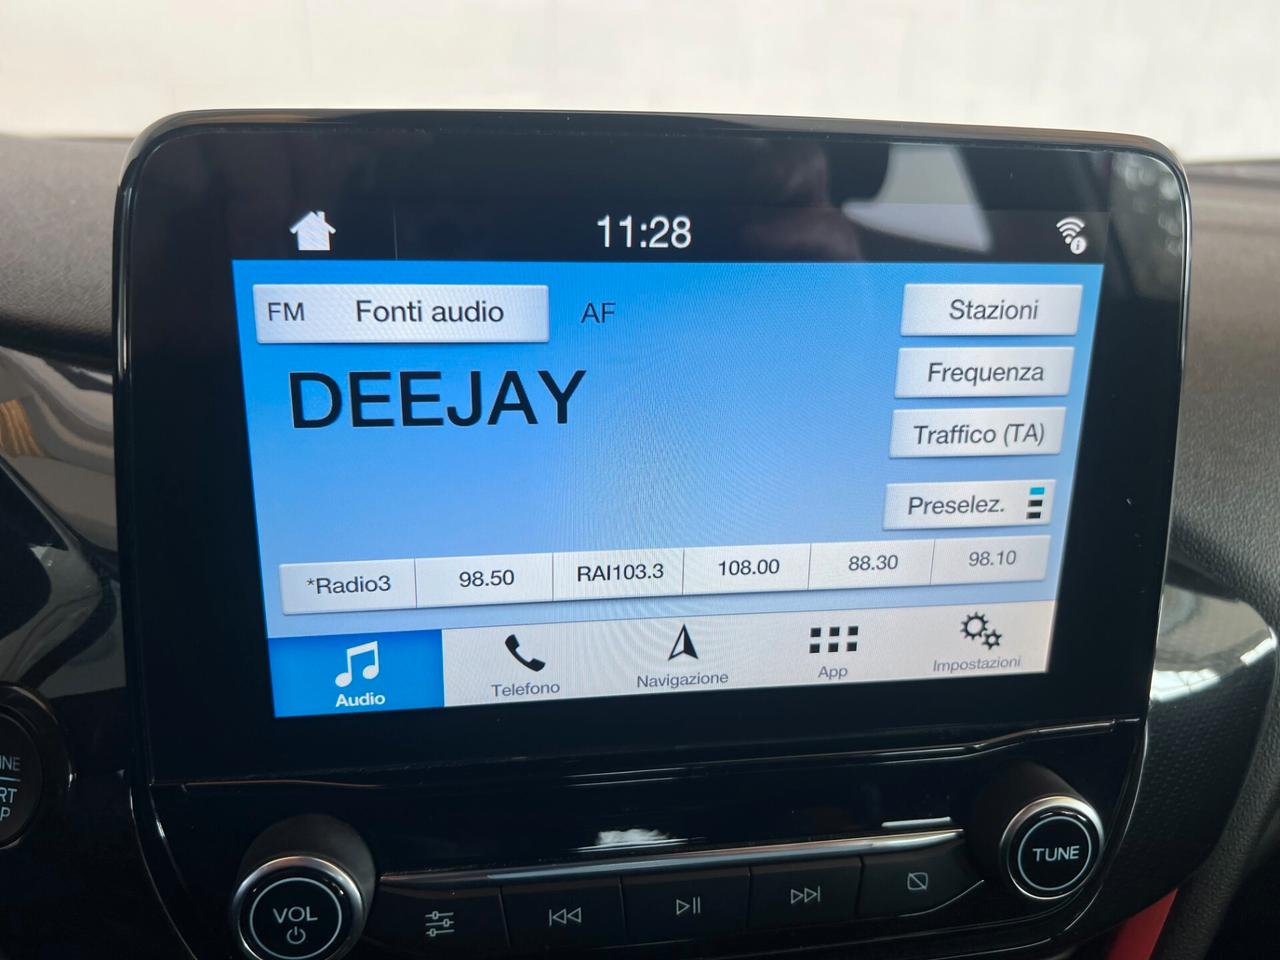 11:28
FM Fonti audio
AF
Stazioni
DEEJAY
Frequenza
Traffico (TA)
Preselez.
*Radio3
98.50
RAI103.3
108.00
88.30
98.10
Audio
Telefono
Navigazione
App
Impostazioni
VOL
TUNE